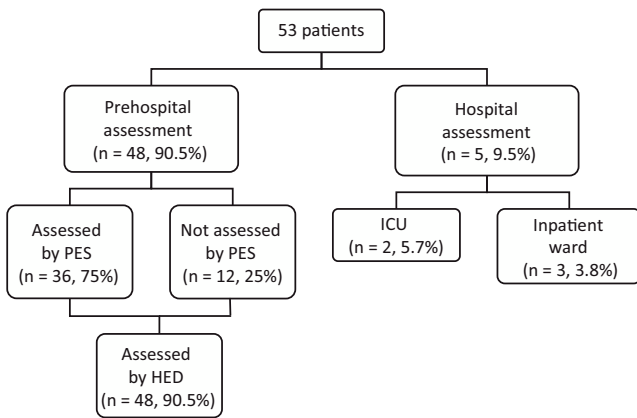 53 patients
Prehospital
assessment
(n = 48, 90.5%)
Hospital
assessment
(n = 5, 9.5%)
Assessed
by PES
(n = 36, 75%)
Not assessed
by PES
(n = 12, 25%)
ICU
(n = 2, 5.7%)
Inpatient
ward
(n = 3, 3.8%)
Assessed
by HED
(n = 48, 90.5%)